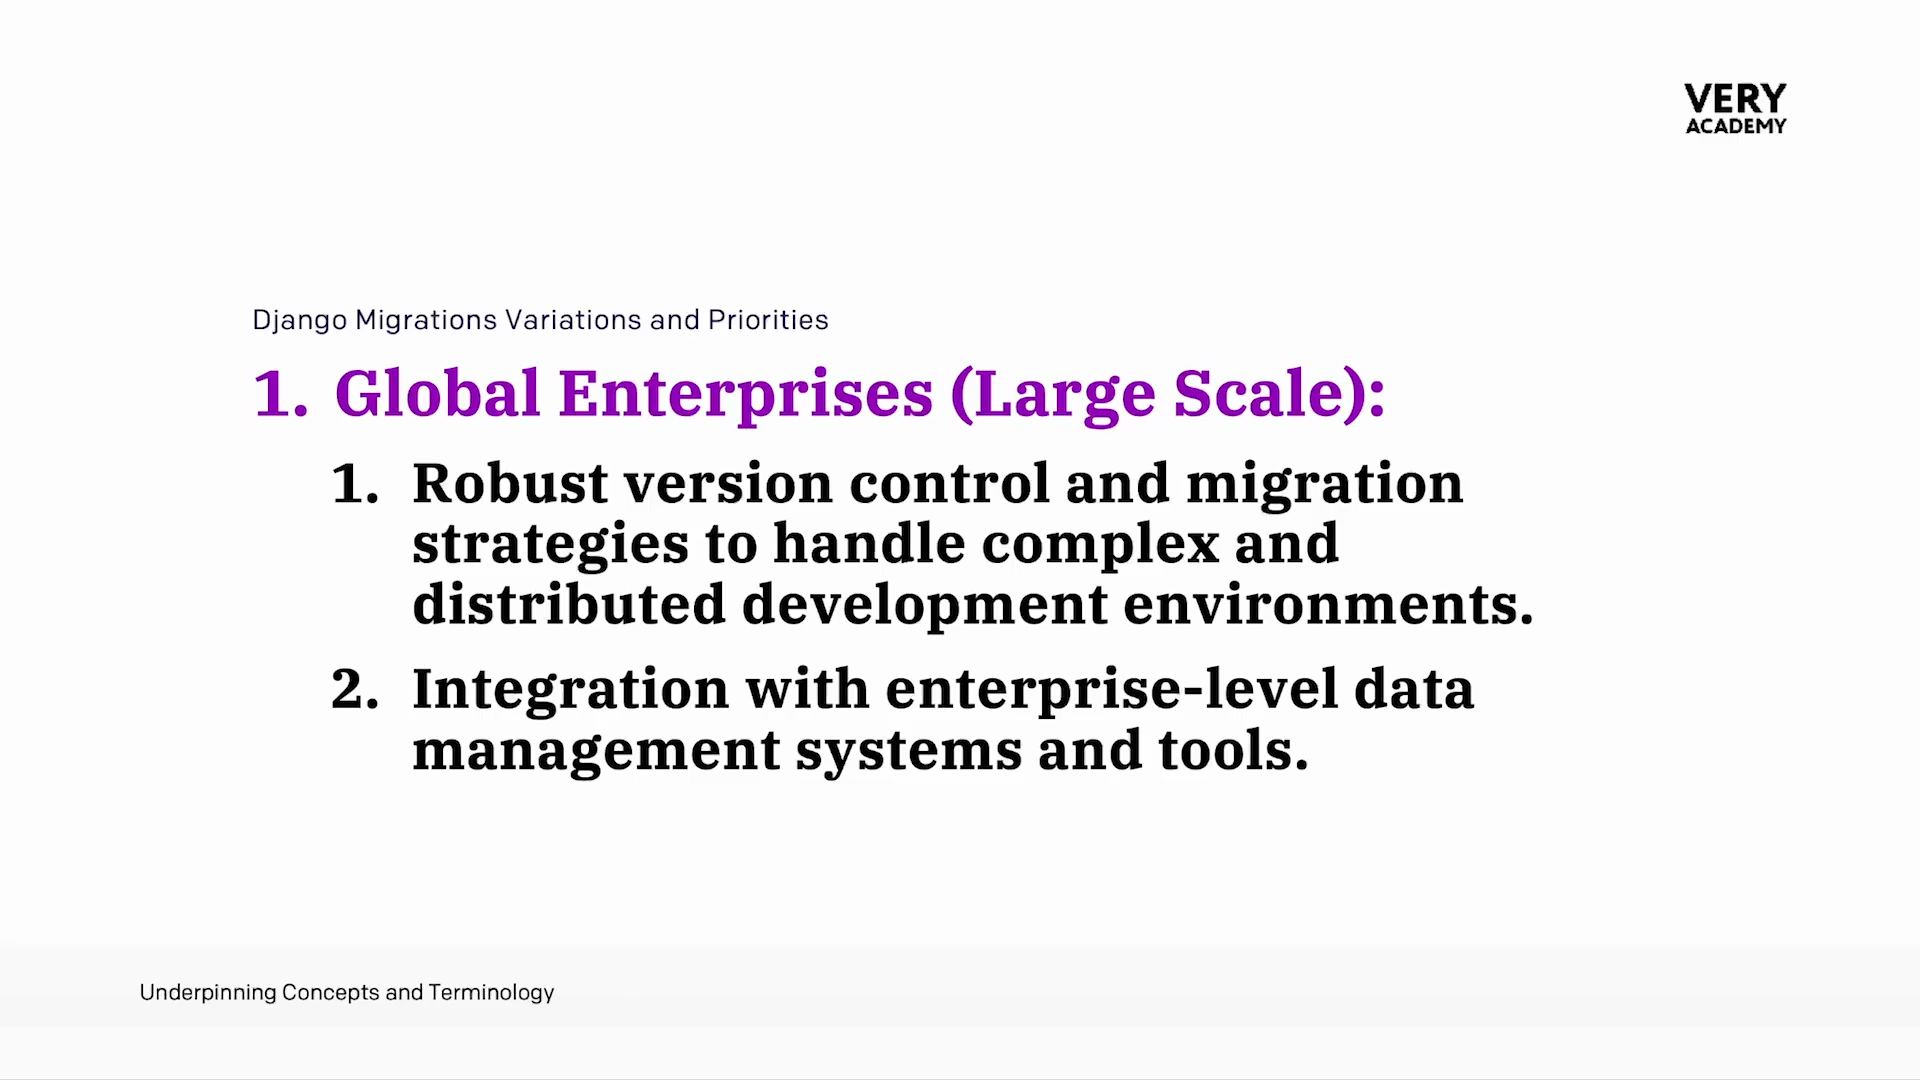 VERY
ACADEMY
Django Migrations Variations and Priorities
1. Global Enterprises (Large Scale):
1. Robust version control and migration
strategies to handle complex and
distributed development environments.
2. Integration with enterprise-level data
management systems and tools.
Underpinning Concepts and Terminology